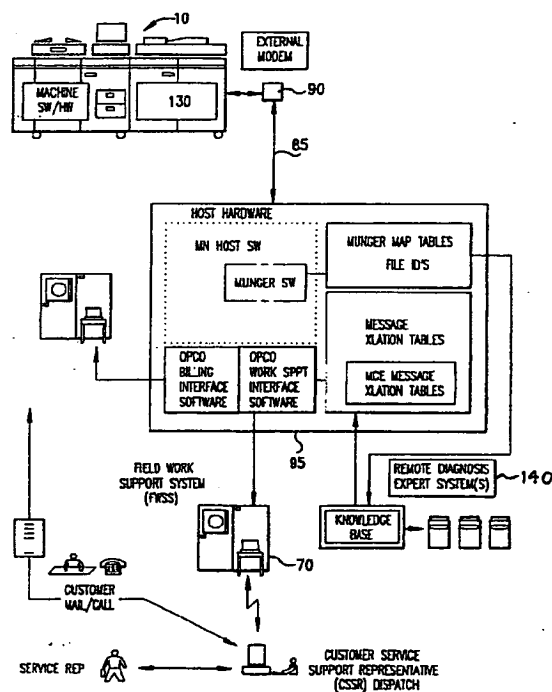 10
EXTERNAL
MODEM
MACHINE
SW/HW
130
90
85
HOST HARDWARE
MN HOST SW
MUNGER SW
MUNGER MAP TABLES
FILE ID'S
MESSAGE
XLATION TABLES
MCE MESSAGE
XLATION TABLES
OPCO
BILLING
INTERFACE
SOFTWARE
OPCO
WORK SPPT
INTERFACE
SOFTWARE
95
FIELD WORK
SUPPORT SYSTEM
(FWSS)
REMOTE DIAGNOSIS
EXPERT SYSTEM(S)
140
KNOWLEDGE
BASE
70
CUSTOMER
MAIL/CALL
SERVICE REP
CUSTOMER SERVICE
SUPPORT REPRESENTATIVE
(CSSR) DISPATCH